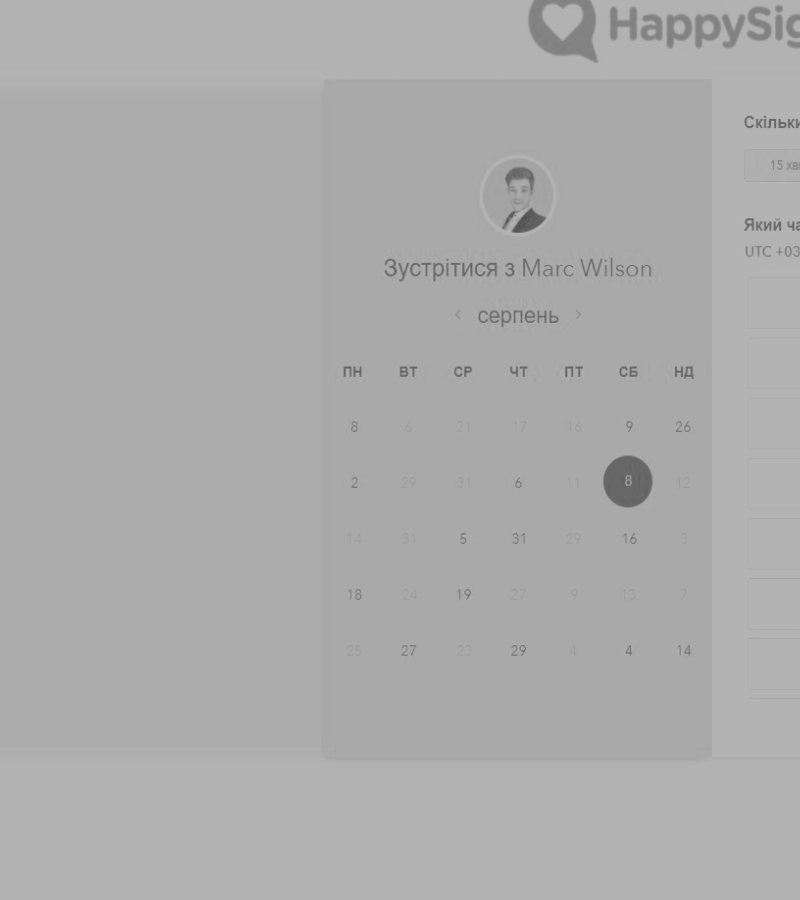 HappySig
Зустрітися з Marc Wilson
< серпень >
ПН ВТ СР ЧТ ПТ СБ НД
8 6 21 17 16 9 26
2 29 31 6 11 8 12
14 31 5 31 29 16 3
18 24 19 27 9 13 7
25 27 23 29 4 4 14
Скільки
15 хв
Який ча
UTC +03